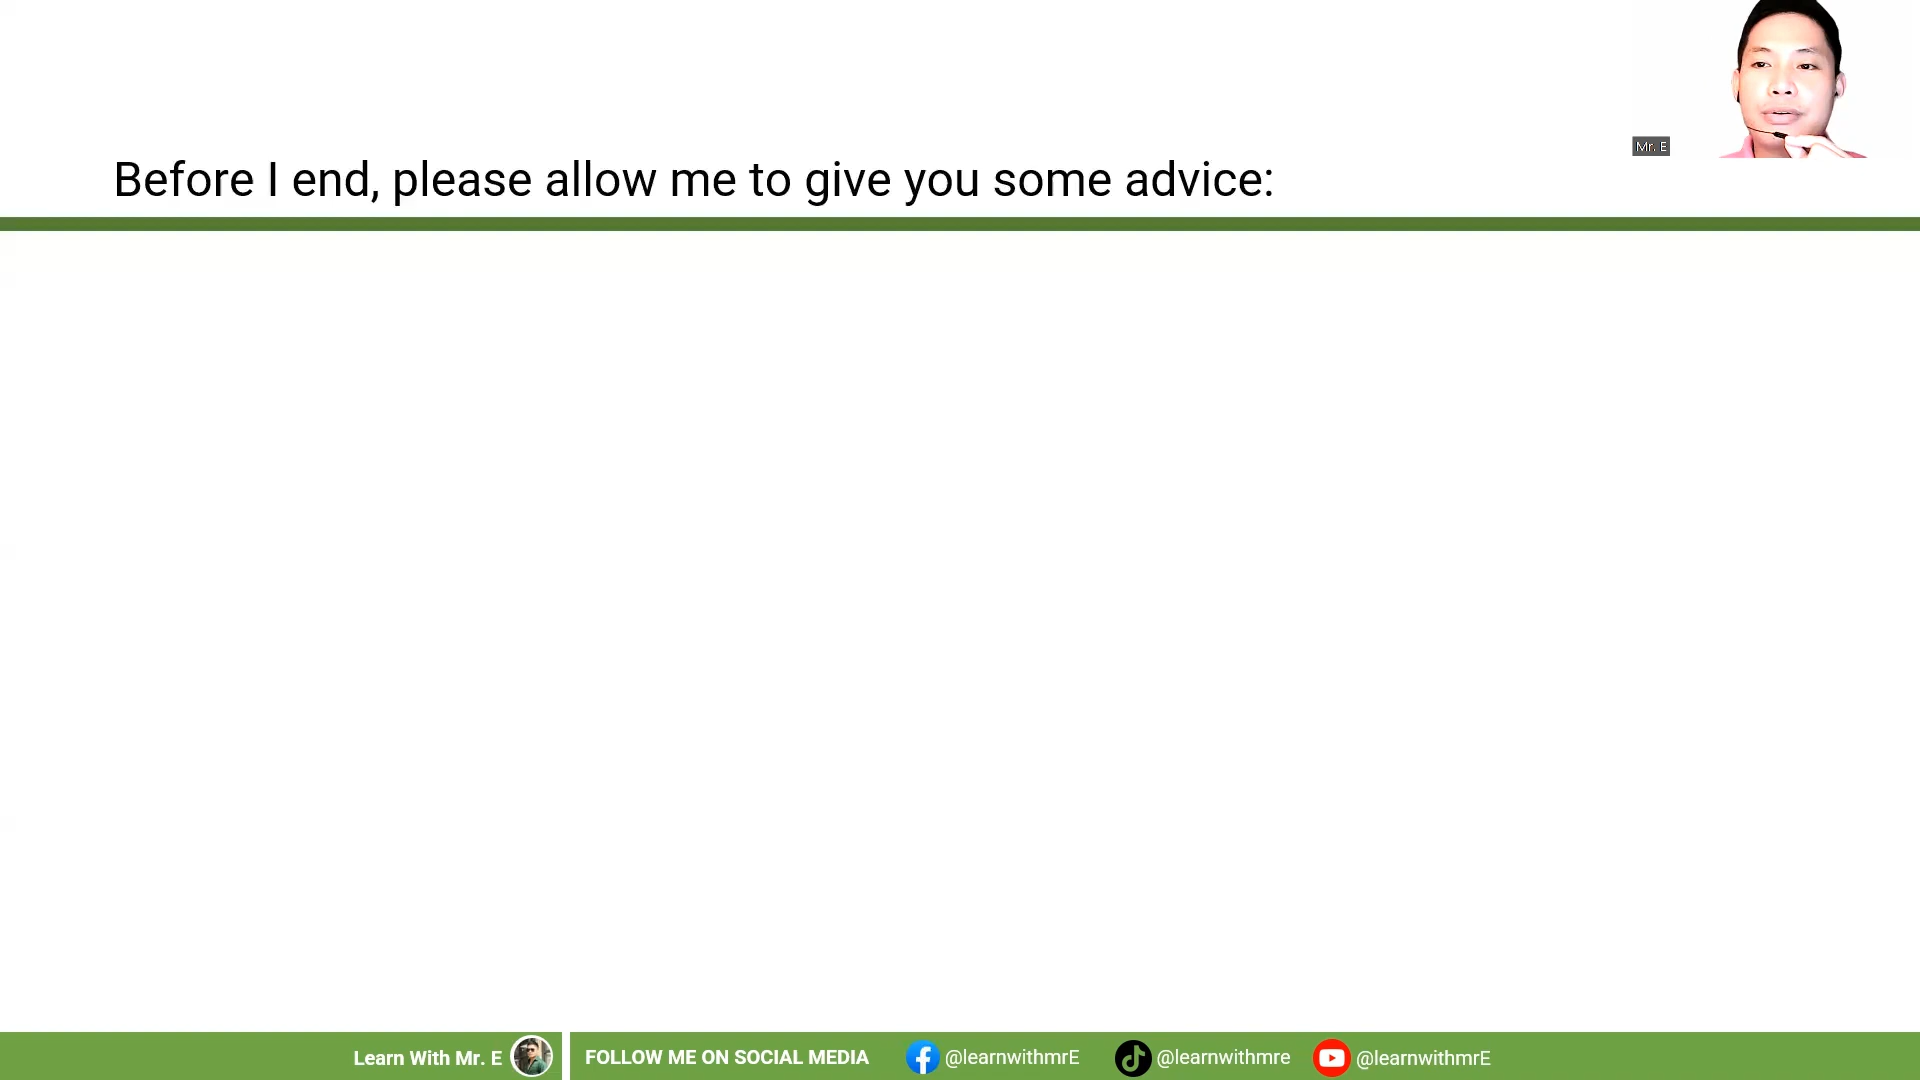 Mr. E
Before I end, please allow me to give you some advice:
Learn With Mr. E
FOLLOW ME ON SOCIAL MEDIA
@learnwithmrE
@learnwithmre
@learnwithmrE